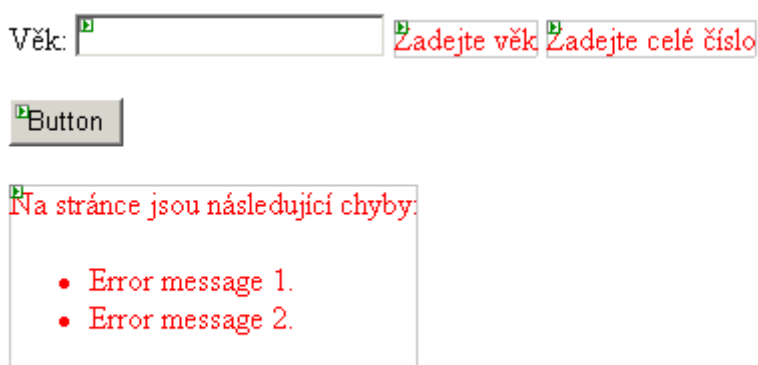 Věk: Zadejte věk Zadejte celé číslo
Button
Na stránce jsou následující chyby:
• Error message 1.
• Error message 2.